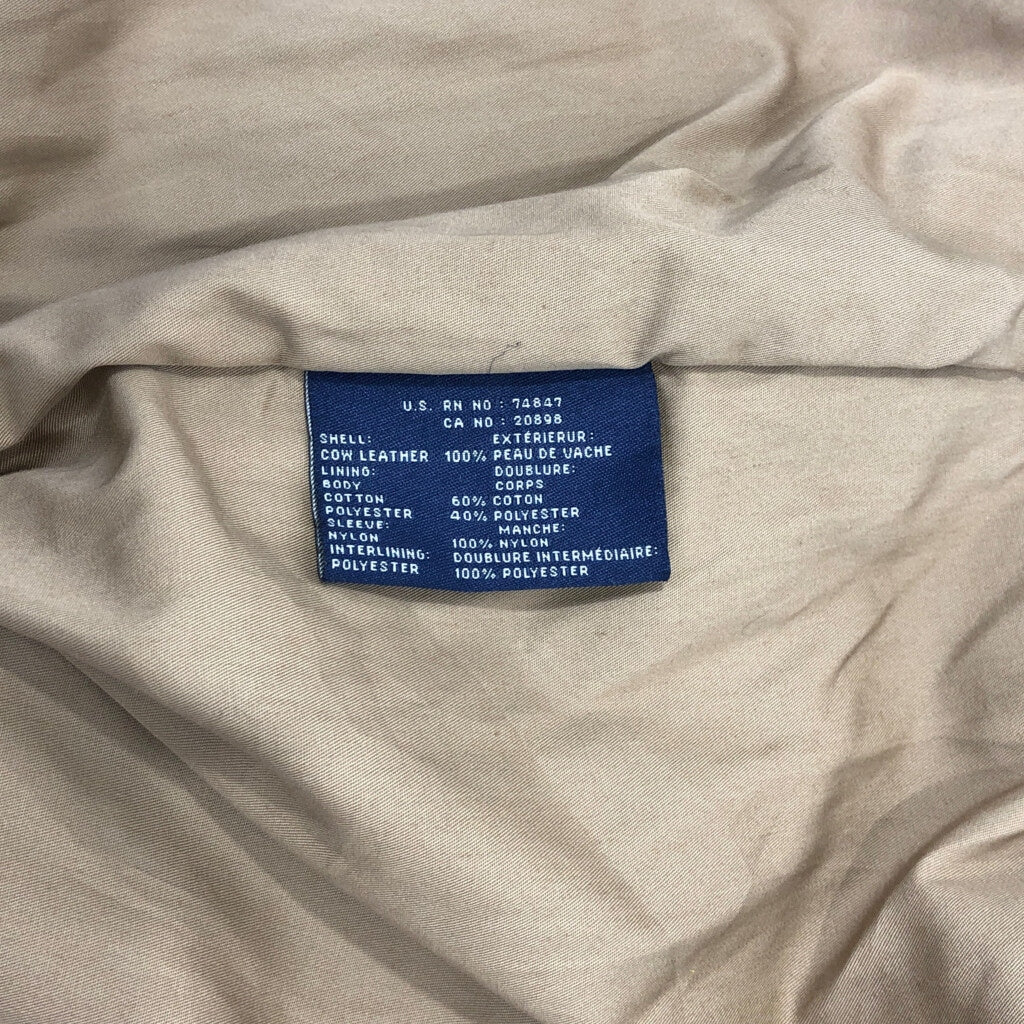 U.S. RN NO : 74847
CA NO : 20898
SHELL: EXTÉRIERUR:
COW LEATHER 100% PEAU DE VACHE
LINING: DOUBLURE:
BODY CORPS
COTTON 60% COTON
POLYESTER 40% POLYESTER
SLEEVE: MANCHE:
NYLON 100% NYLON
INTERLINING: DOUBLURE INTERMÉDIAIRE:
POLYESTER 100% POLYESTER